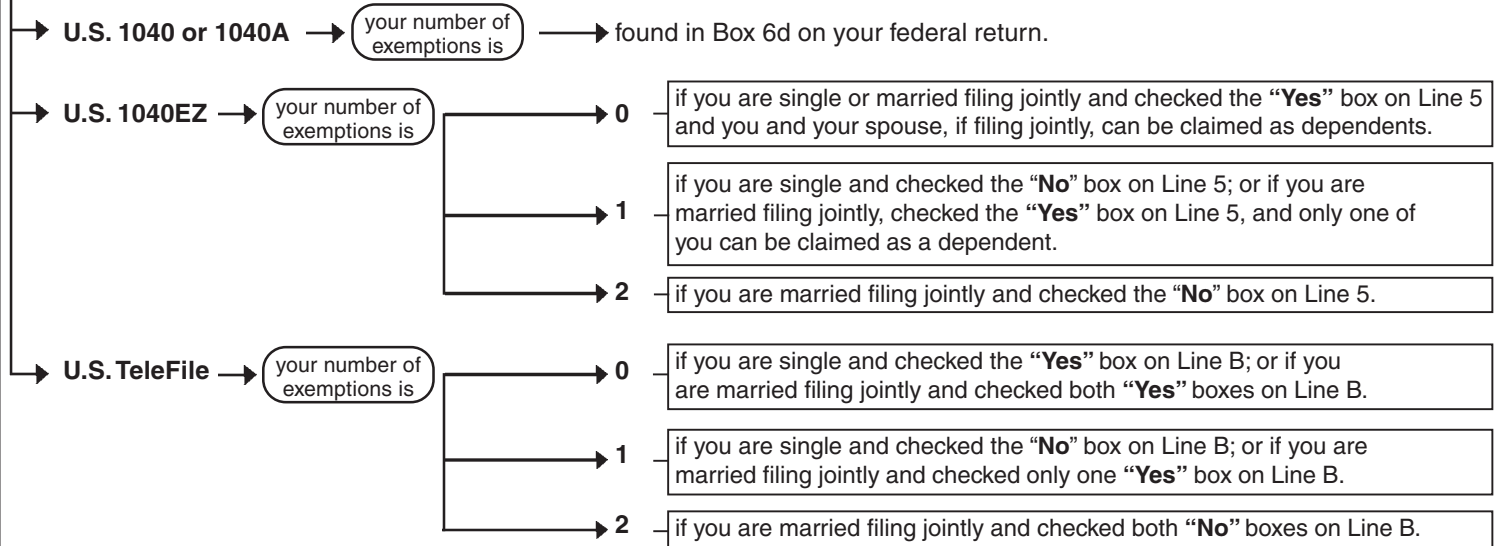 U.S. 1040 or 1040A
your number of
exemptions is
found in Box 6d on your federal return.
U.S. 1040EZ
your number of
exemptions is
0
if you are single or married filing jointly and checked the “Yes” box on Line 5
and you and your spouse, if filing jointly, can be claimed as dependents.
1
if you are single and checked the “No” box on Line 5; or if you are
married filing jointly, checked the “Yes” box on Line 5, and only one of
you can be claimed as a dependent.
2
if you are married filing jointly and checked the “No” box on Line 5.
U.S. TeleFile
your number of
exemptions is
0
if you are single and checked the “Yes” box on Line B; or if you
are married filing jointly and checked both “Yes” boxes on Line B.
1
if you are single and checked the “No” box on Line B; or if you are
married filing jointly and checked only one “Yes” box on Line B.
2
if you are married filing jointly and checked both “No” boxes on Line B.